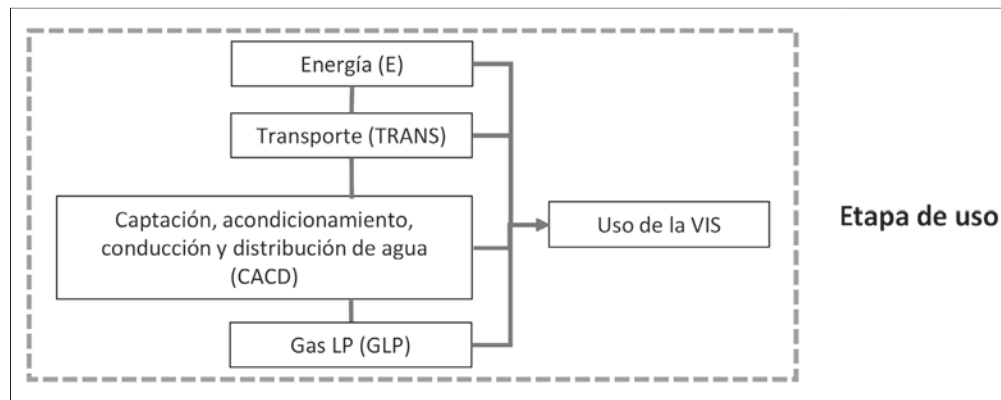 Energía (E)
Transporte (TRANS)
Captación, acondicionamiento,
conducción y distribución de agua
(CACD)
Uso de la VIS
Etapa de uso
Gas LP (GLP)